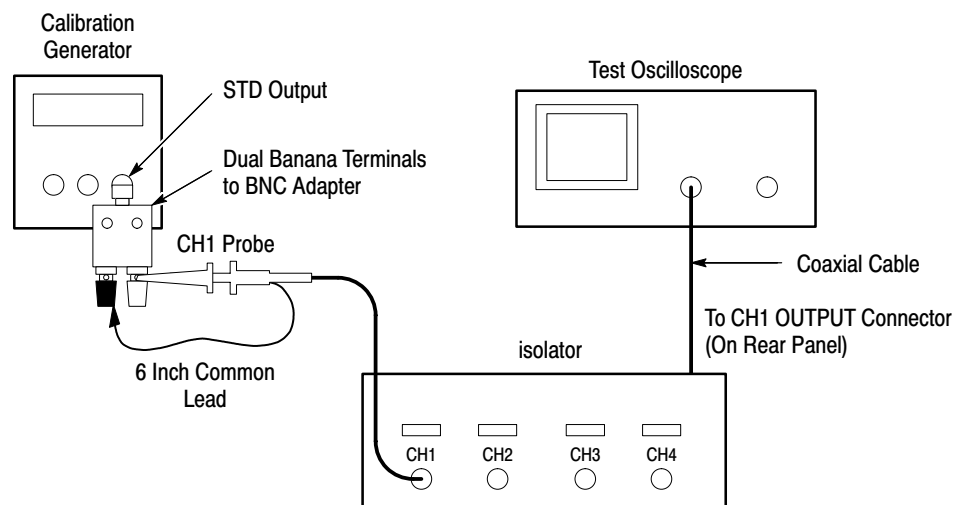 Calibration
Generator
STD Output
Dual Banana Terminals
to BNC Adapter
CH1 Probe
6 Inch Common
Lead
Test Oscilloscope
Coaxial Cable
To CH1 OUTPUT Connector
(On Rear Panel)
isolator
CH1 CH2 CH3 CH4